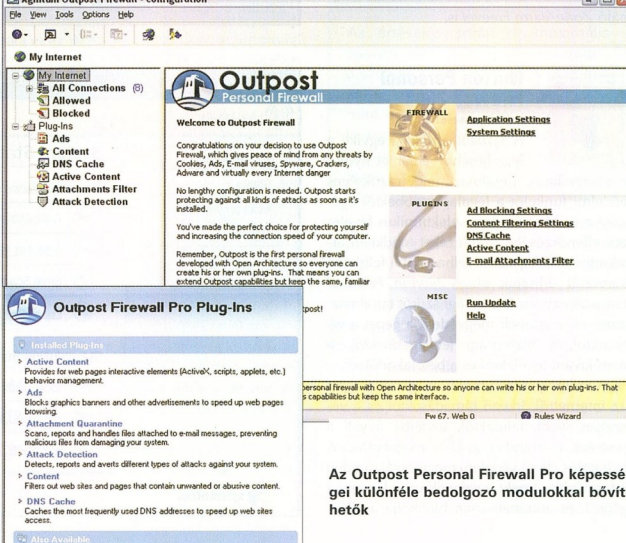 Agnitum Outpost Firewall - configuration
File View Tools Options Help
My Internet
My Internet
All Connections (8)
Allowed
Blocked
Plug-Ins
Ads
Content
DNS Cache
Active Content
Attachments Filter
Attack Detection
Outpost
Personal Firewall
Welcome to Outpost Firewall
Congratulations on your decision to use Outpost
Firewall, which gives peace of mind from any threats by
Cookies, Ads, E-mail viruses, Spyware, Crackers,
Adware and virtually every Internet danger
No lengthy configuration is needed. Outpost starts
protecting against all kinds of attacks as soon as it's
installed.
You've made the perfect choice for protecting yourself
and increasing the connection speed of your computer.
Remember, Outpost is the first personal firewall
developed with Open Architecture so everyone can
create his or her own plug-ins. That means you can
extend Outpost capabilities but keep the same, familiar
tpost!
FIREWALL
Application Settings
System Settings
PLUGINS
Ad Blocking Settings
Content Filtering Settings
DNS Cache
Active Content
E-mail Attachments Filter
MISC
Run Update
Help
personal firewall with Open Architecture so anyone can write his or her own plug-ins. That
s capabilities but keep the same interface.
Fw 67, Web 0 Rules Wizard
Outpost Firewall Pro Plug-Ins
Installed Plug-Ins
> Active Content
Provides for web pages interactive elements (ActiveX, scripts, applets, etc.)
behavior management.
> Ads
Blocks graphics banners and other advertisements to speed up web pages
browsing.
> Attachment Quarantine
Scans, reports and handles files attached to e-mail messages, preventing
malicious files from damaging your system.
> Attack Detection
Detects, reports and averts different types of attacks against your system.
> Content
Filters out web sites and pages that contain unwanted or abusive content.
> DNS Cache
Caches the most frequently used DNS addresses to speed up web sites
access.
Also Available
Az Outpost Personal Firewall Pro képessé
gei különféle bedolgozó modulokkal bővít
hetők